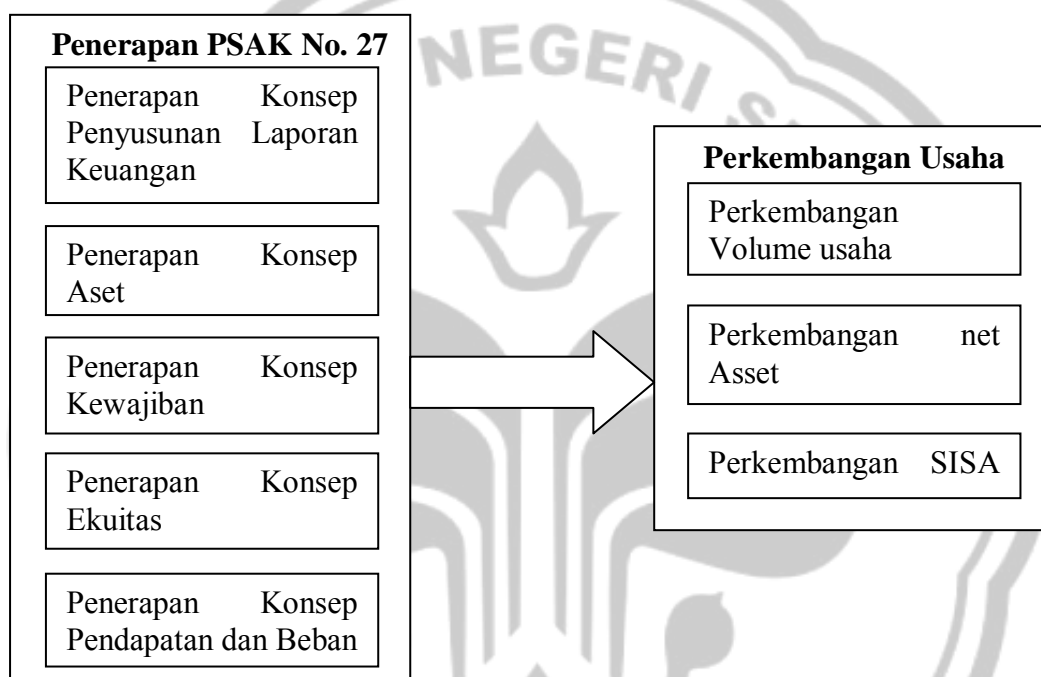 Penerapan PSAK No. 27
Penerapan Konsep
Penyusunan Laporan
Keuangan
Penerapan Konsep
Aset
Penerapan Konsep
Kewajiban
Penerapan Konsep
Ekuitas
Penerapan Konsep
Pendapatan dan Beban
NEGERI
Perkembangan Usaha
Perkembangan
Volume usaha
Perkembangan net
Asset
Perkembangan SISA